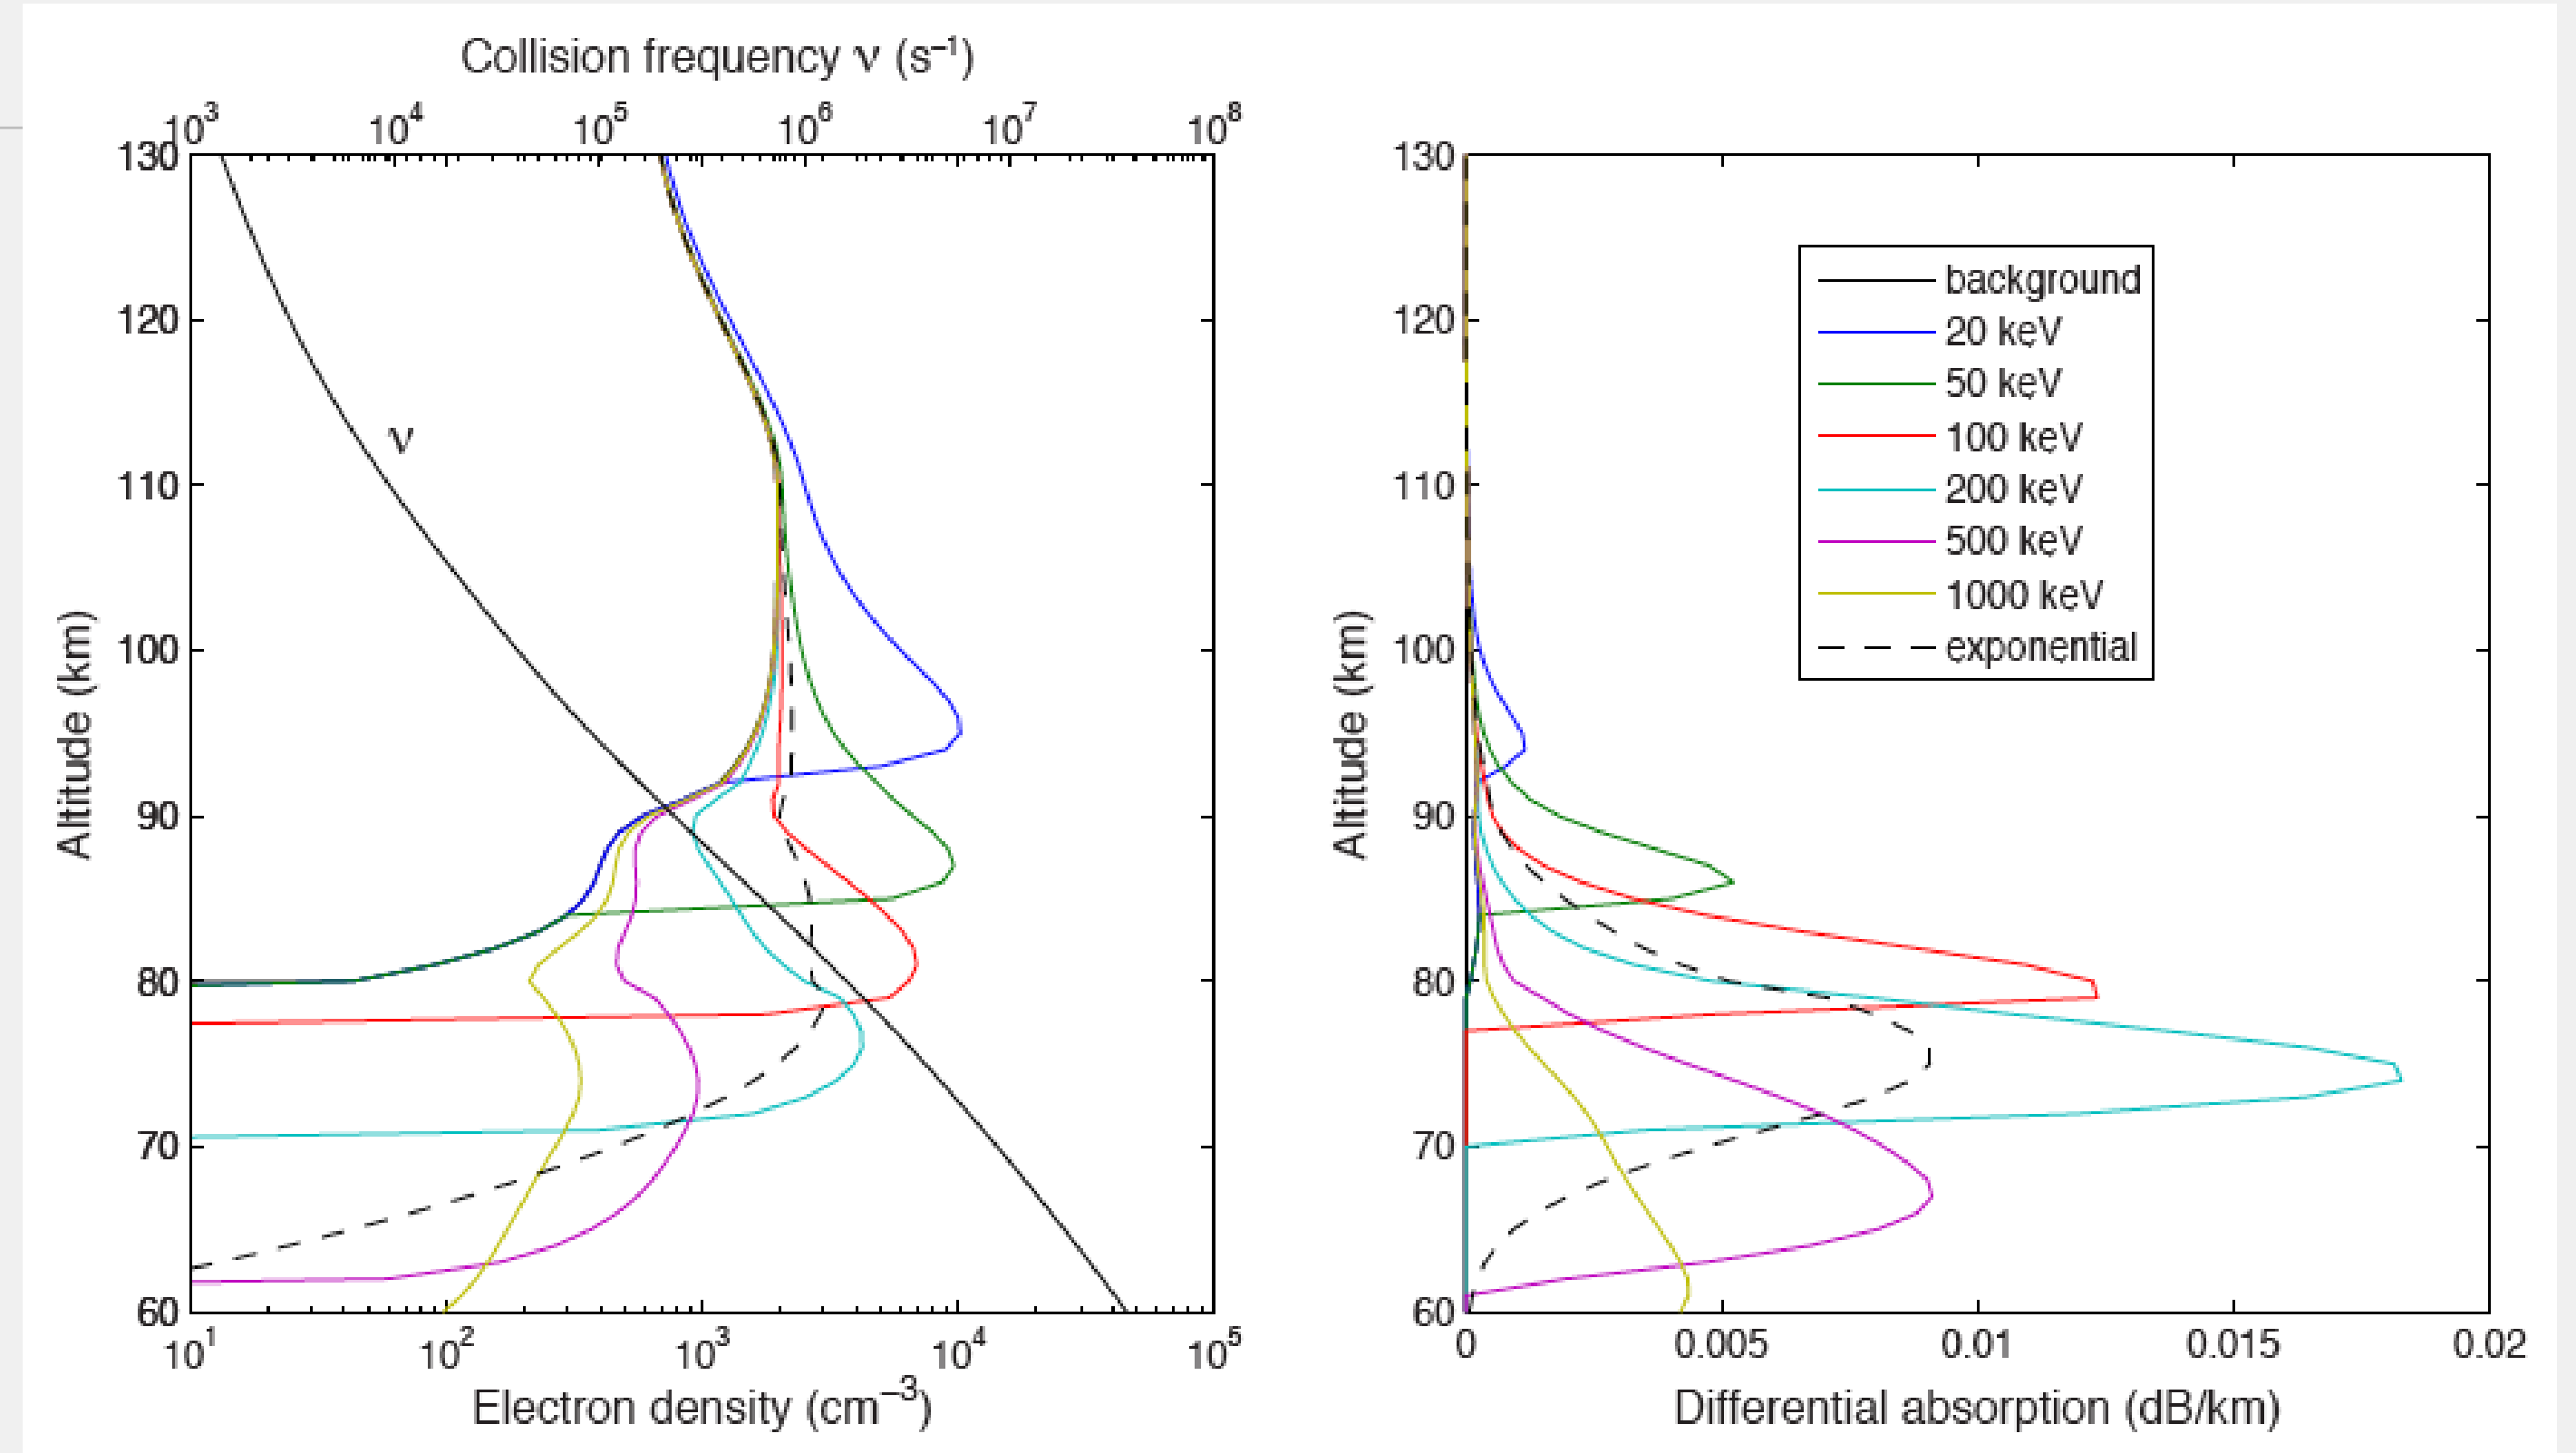 Collision frequency ν (s⁻¹)
10³ 10⁴ 10⁵ 10⁶ 10⁷ 10⁸
130
120
110
100
90
80
70
60
Altitude (km)
ν
10¹ 10² 10³ 10⁴ 10⁵
Electron density (cm⁻³)
130
120
110
100
90
80
70
60
Altitude (km)
background
20 keV
50 keV
100 keV
200 keV
500 keV
1000 keV
exponential
0 0.005 0.01 0.015 0.02
Differential absorption (dB/km)